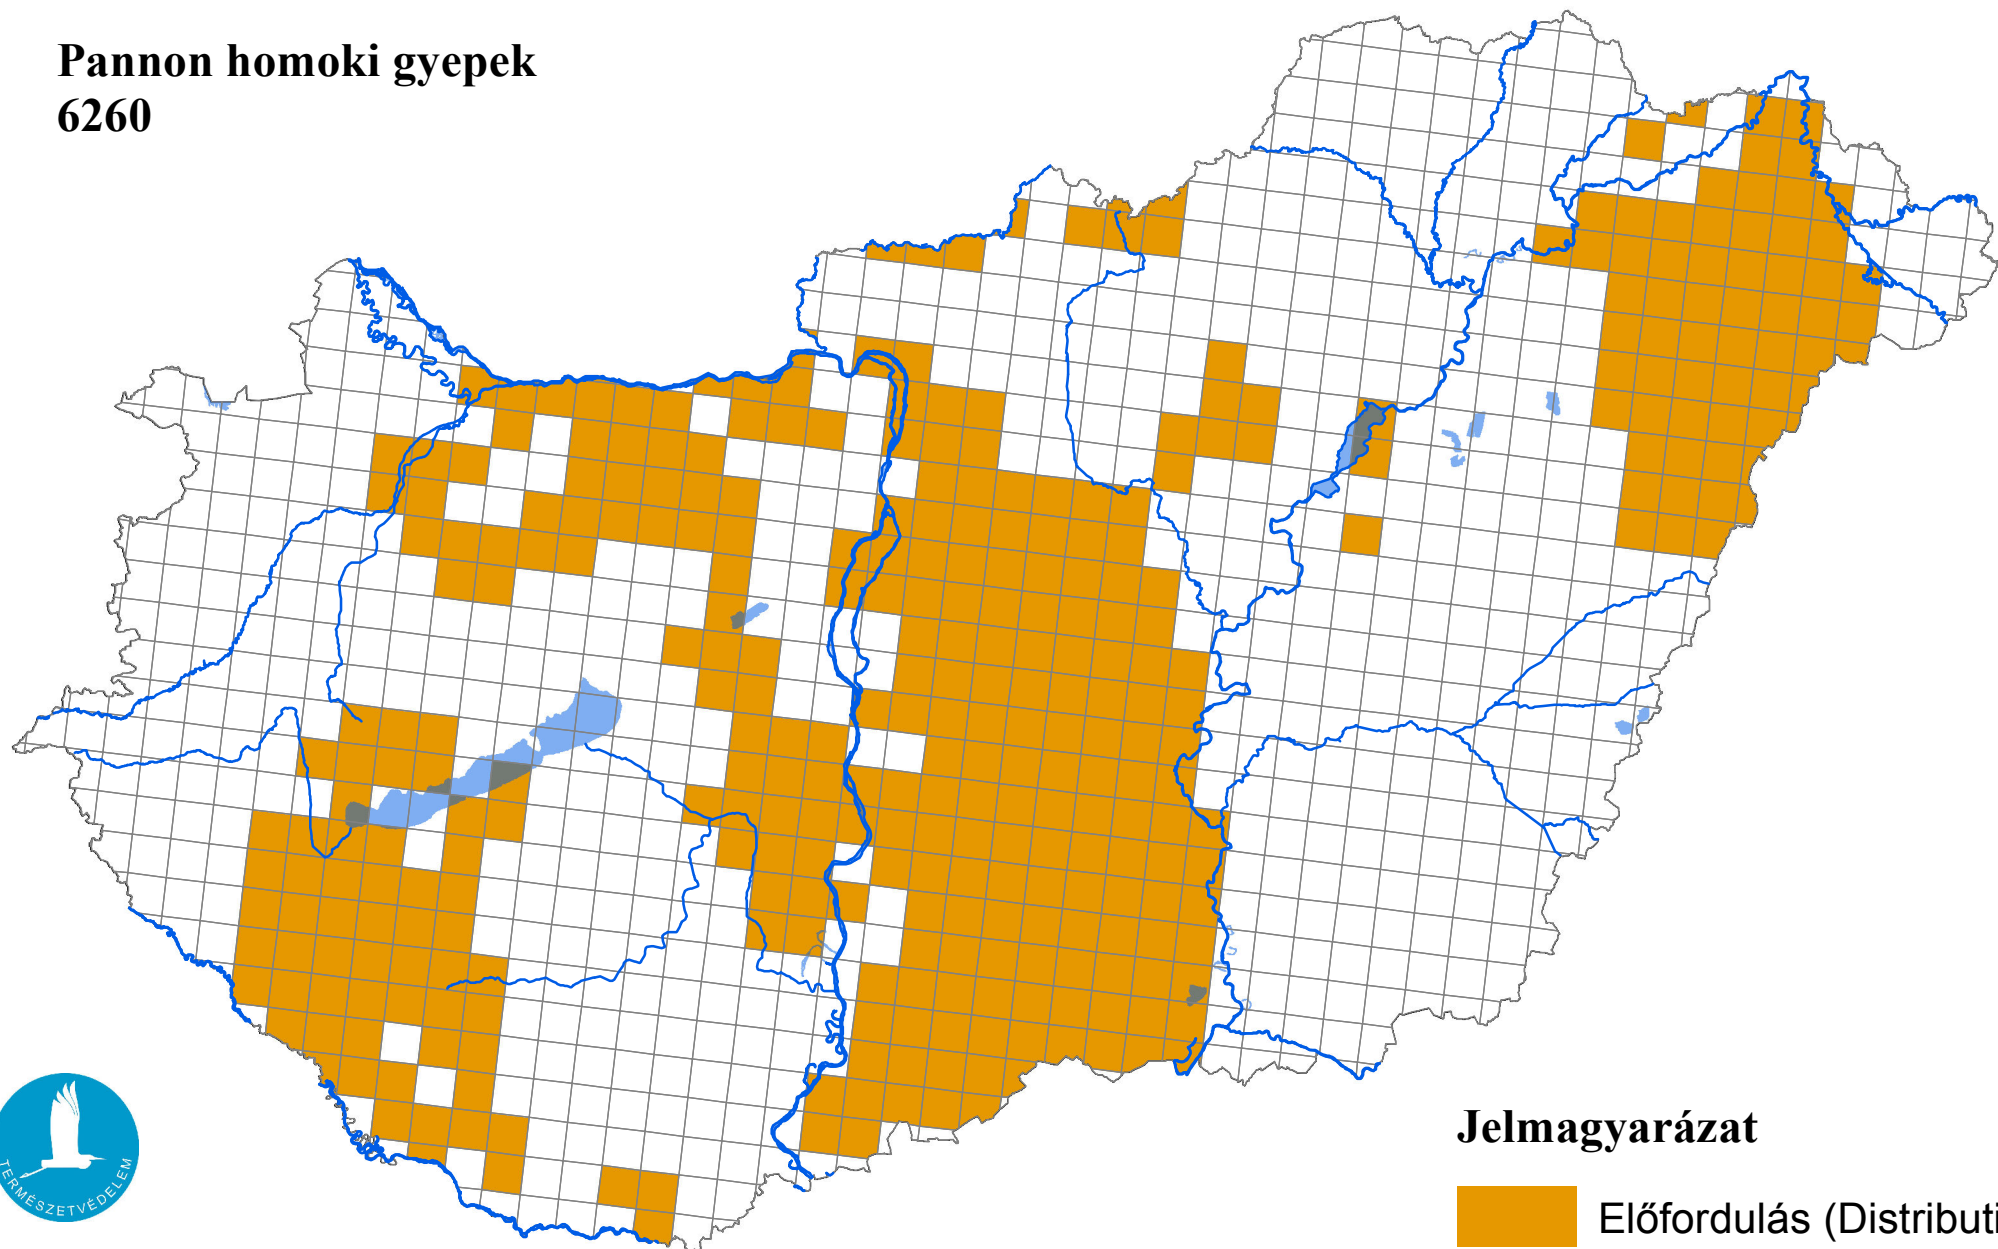 Pannon homoki gyepek
6260
Jelmagyarázat
Előfordulás (Distributi
TERMÉSZETVÉDELEM